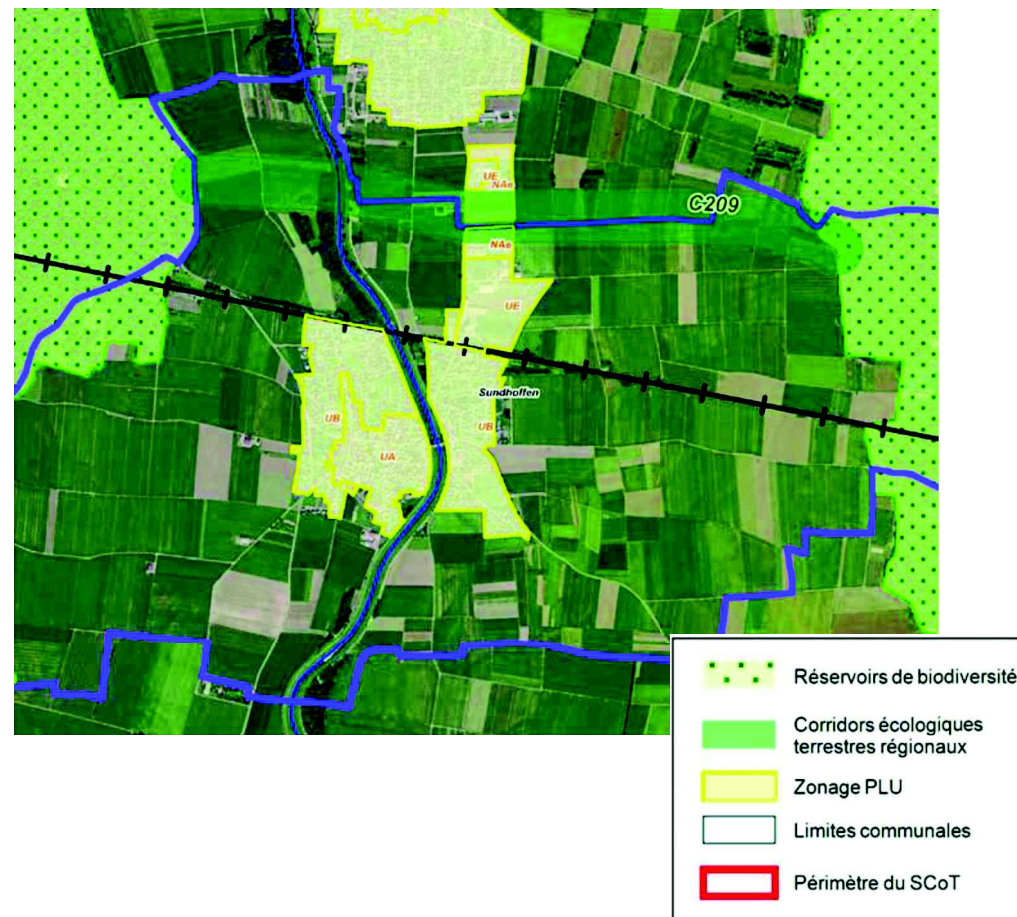 UE
NAe
C209
NAe
UE
Sundhoffen
UB
UB
UA
Réservoirs de biodiversité
Corridors écologiques
terrestres régionaux
Zonage PLU
Limites communales
Périmètre du SCoT